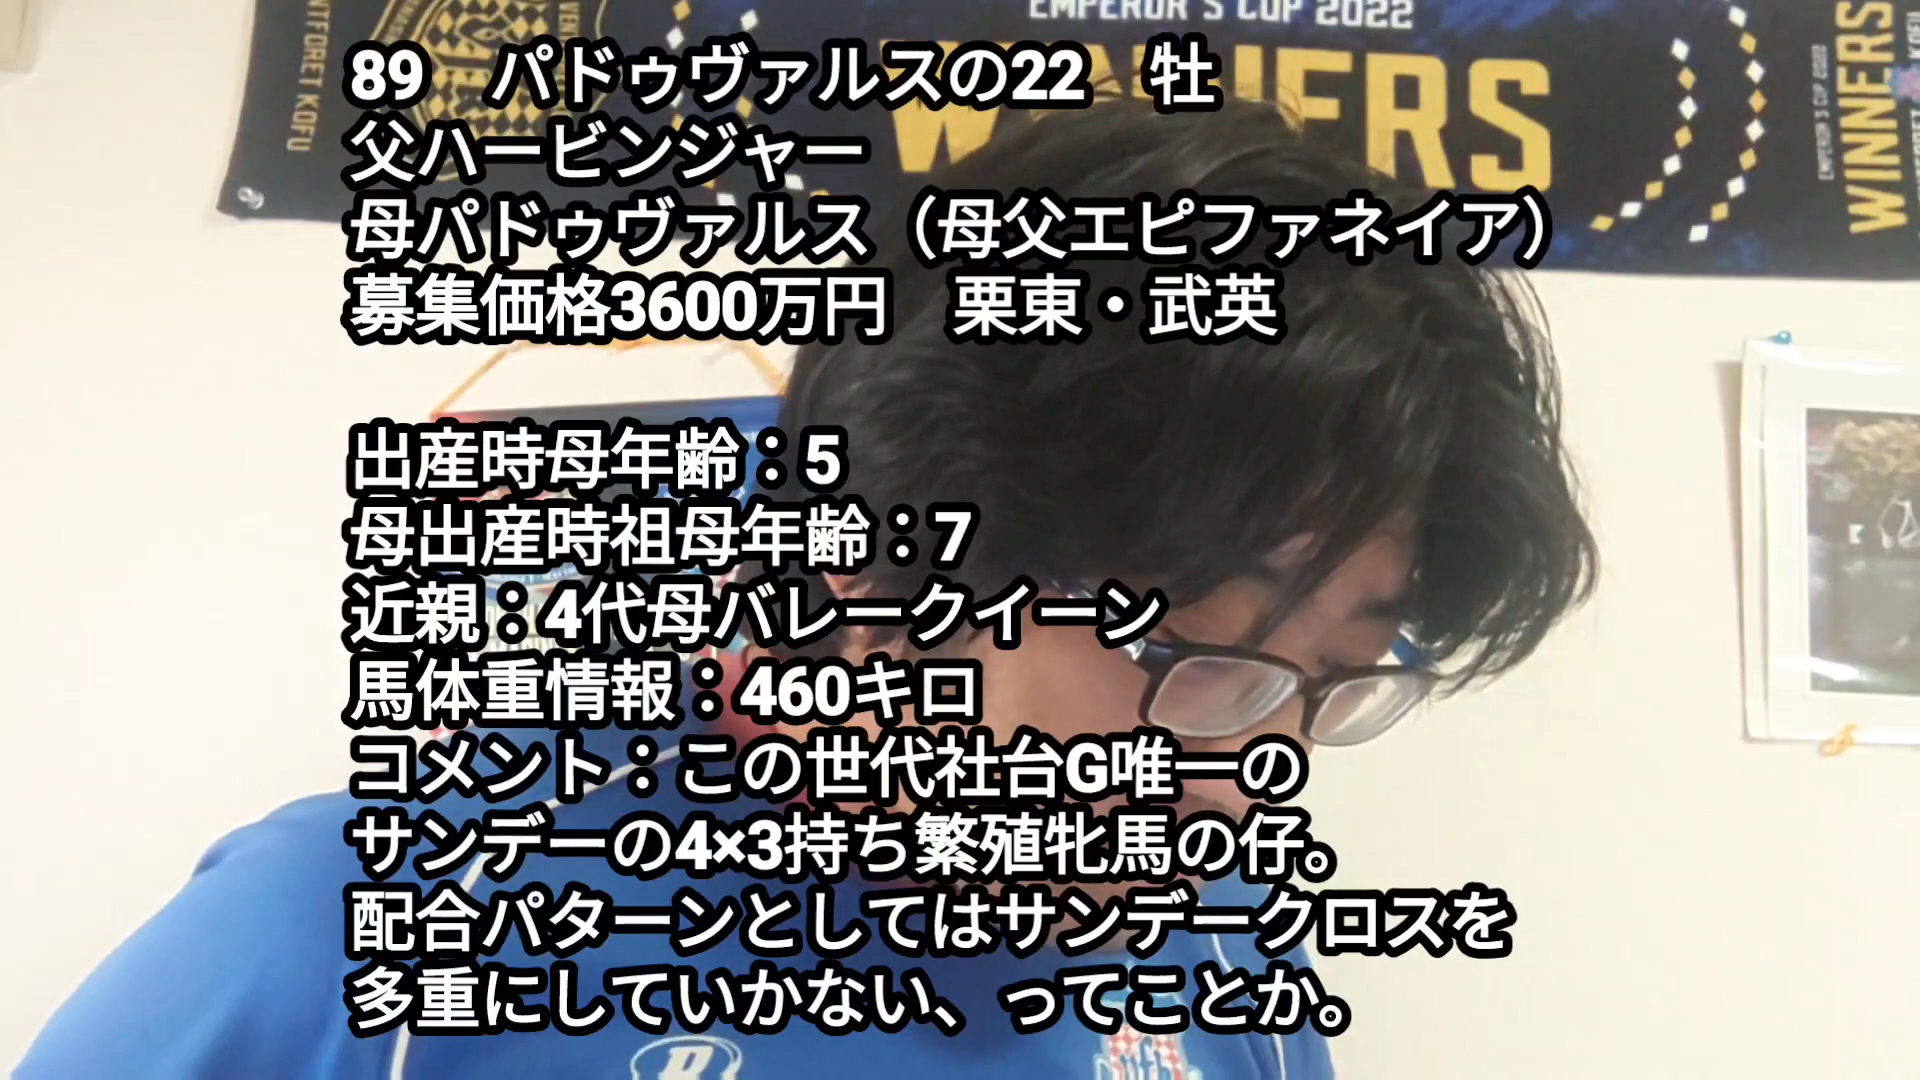 EMPEROR'S CUP 2022
WINNERS
VENTFORET KOFU
EMPEROR'S CUP 2022
WINNERS
89　パドゥヴァルスの22　牡
父ハービンジャー
母パドゥヴァルス（母父エピファネイア）
募集価格3600万円　栗東・武英
出産時母年齢：5
母出産時祖母年齢：7
近親：4代母バレークイーン
馬体重情報：460キロ
コメント：この世代社台G唯一の
サンデーの4×3持ち繁殖牝馬の仔。
配合パターンとしてはサンデークロスを
多重にしていかない、ってことか。